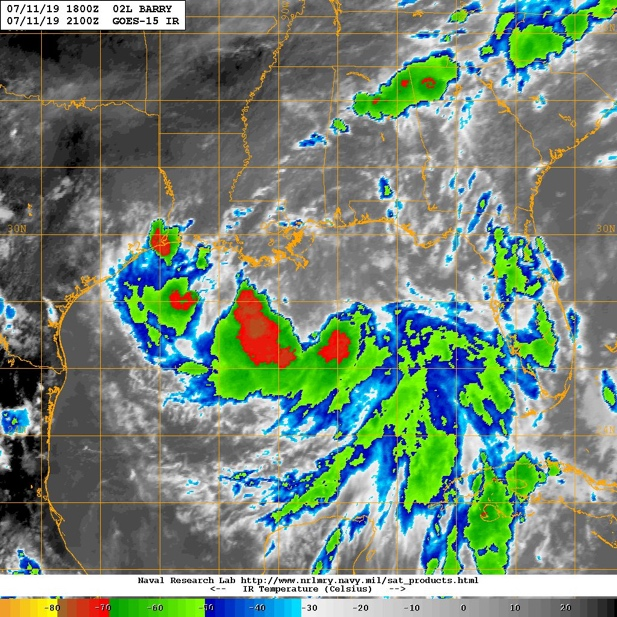 07/11/19 1800Z 02L BARRY
07/11/19 2100Z GOES-15 IR
30N
30N
Naval Research Lab http://www.nrlmry.navy.mil/sat_products.html
<-- IR Temperature (Celsius) -->
-80 -70 -60 -50 -40 -30 -20 -10 0 10 20